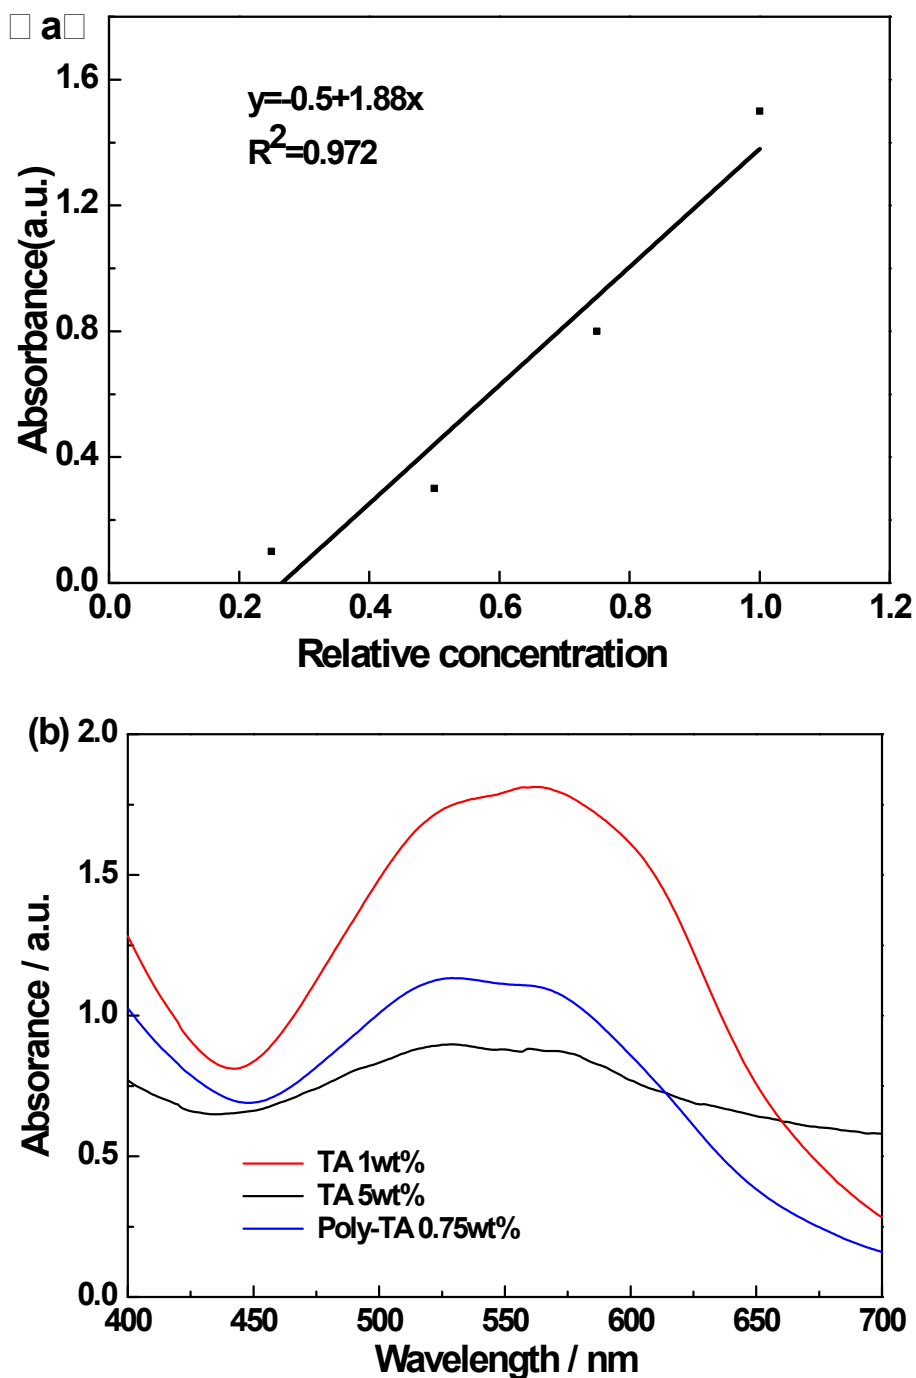 □ a□
y=-0.5+1.88x
R²=0.972
1.6
1.2
0.8
0.4
0.0
Absorbance(a.u.)
0.0 0.2 0.4 0.6 0.8 1.0 1.2
Relative concentration
(b)
2.0
1.5
1.0
0.5
0.0
Absorance / a.u.
TA 1wt%
TA 5wt%
Poly-TA 0.75wt%
400 450 500 550 600 650 700
Wavelength / nm